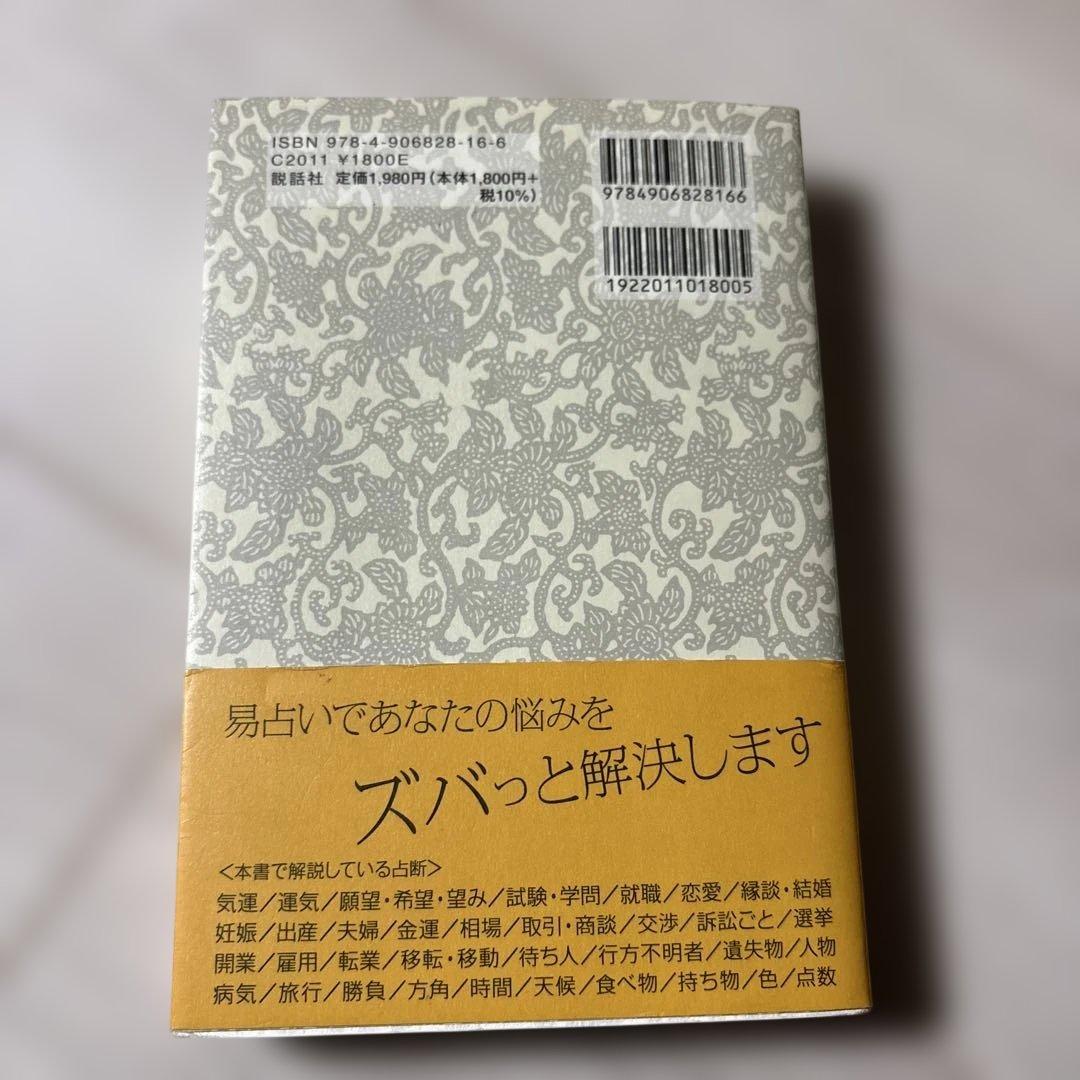 ISBN 978-4-906828-16-6
C2011 ¥1800E
説話社 定価1,980円(本体1,800円+
税10%)
9784906828166
1922011018005
易占いであなたの悩みを
ズバっと解決します
<本書で解説している占断>
気運/運気/願望・希望・望み/試験・学問/就職/恋愛/縁談・結婚
妊娠/出産/夫婦/金運/相場/取引・商談/交渉/訴訟ごと/選挙
開業/雇用/転業/移転・移動/待ち人/行方不明者/遺失物/人物
病気/旅行/勝負/方角/時間/天候/食べ物/持ち物/色/点数